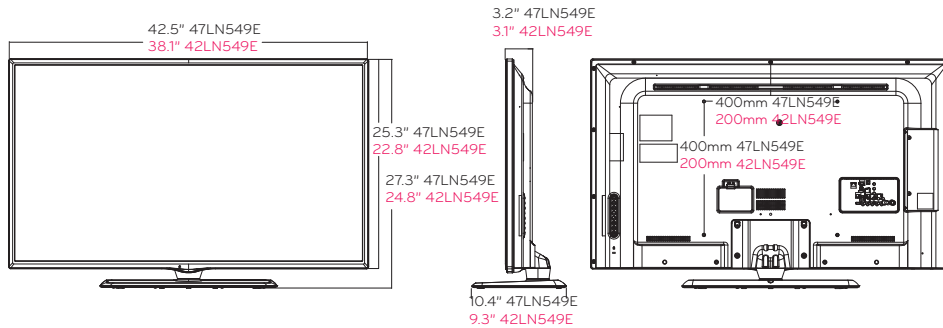 42.5" 47LN549E
38.1" 42LN549E
25.3" 47LN549E
22.8" 42LN549E
27.3" 47LN549E
24.8" 42LN549E
3.2" 47LN549E
3.1" 42LN549E
10.4" 47LN549E
9.3" 42LN549E
400mm 47LN549E
200mm 42LN549E
400mm 47LN549E
200mm 42LN549E